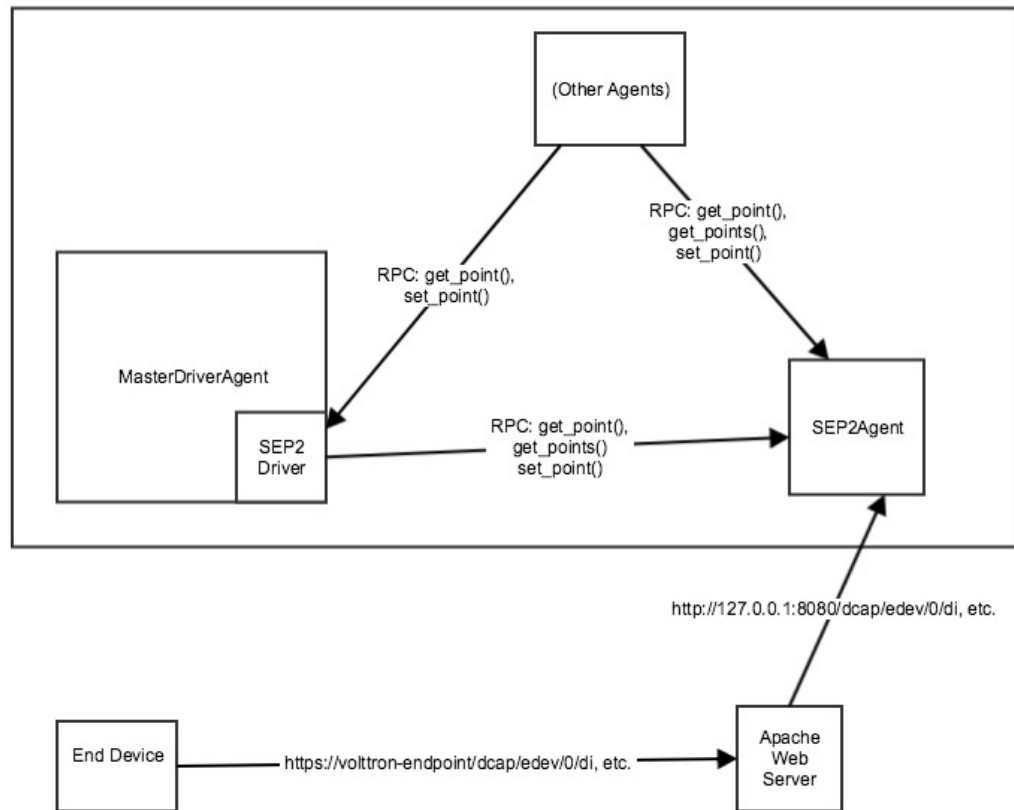 (Other Agents)
RPC: get_point(),
get_points(),
set_point()
RPC: get_point(),
set_point()
MasterDriverAgent
SEP2
Driver
RPC: get_point(),
get_points()
set_point()
SEP2Agent
http://127.0.0.1:8080/dcap/edev/0/di, etc.
End Device
https://volttron-endpoint/dcap/edev/0/di, etc.
Apache
Web
Server